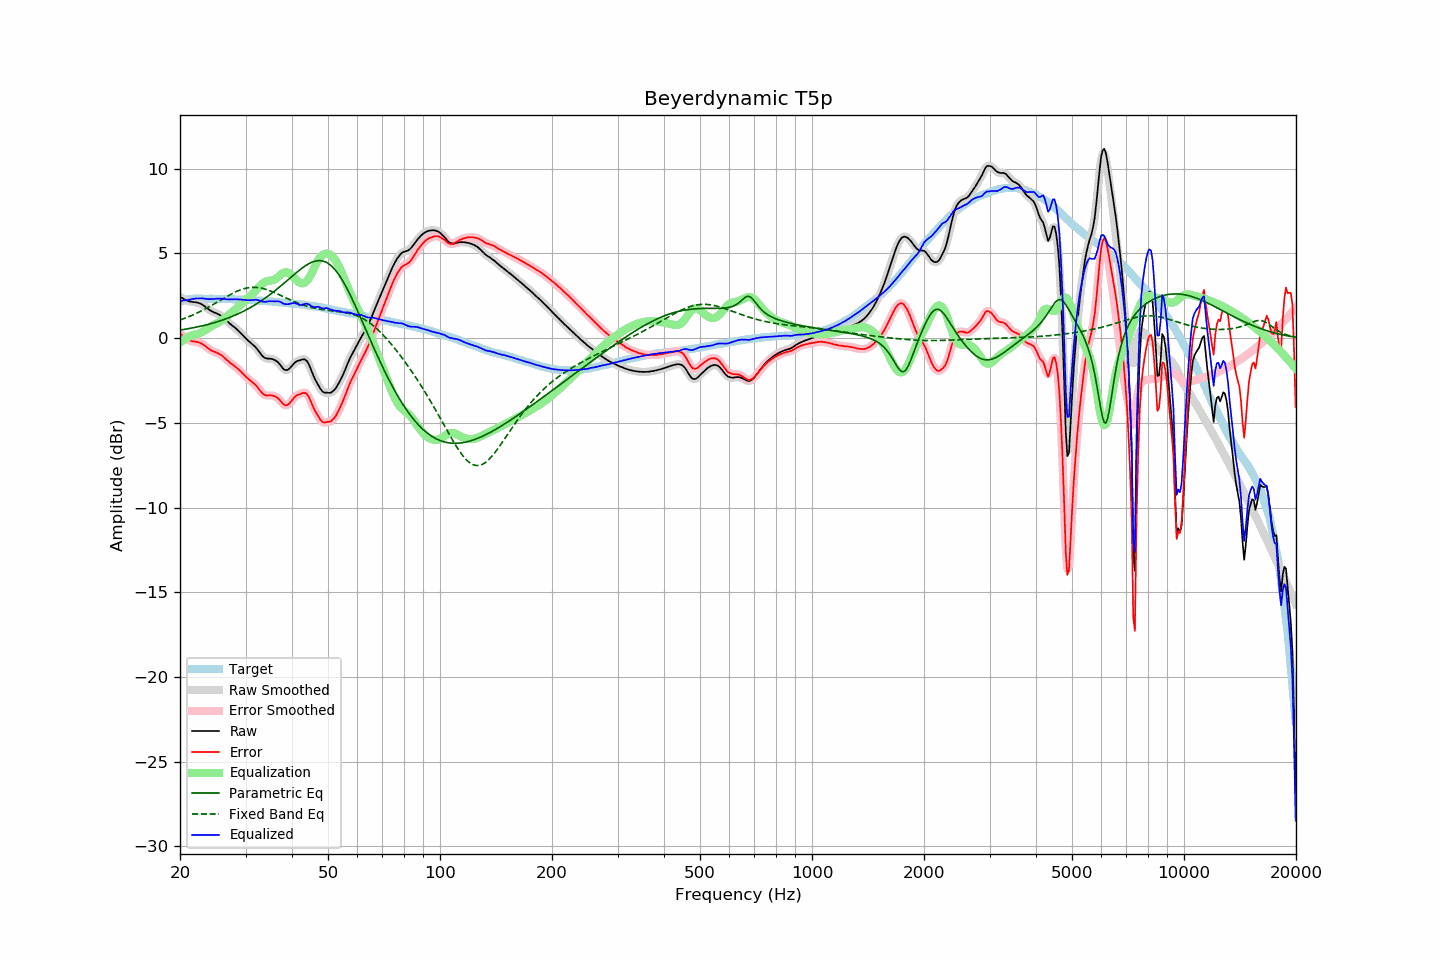 Beyerdynamic T5p
10
5
0
−5
−10
−15
−20
−25
−30
Amplitude (dBr)
Target
Raw Smoothed
Error Smoothed
Raw
Error
Equalization
Parametric Eq
Fixed Band Eq
Equalized
20 50 100 200 500 1000 2000 5000 10000 20000
Frequency (Hz)